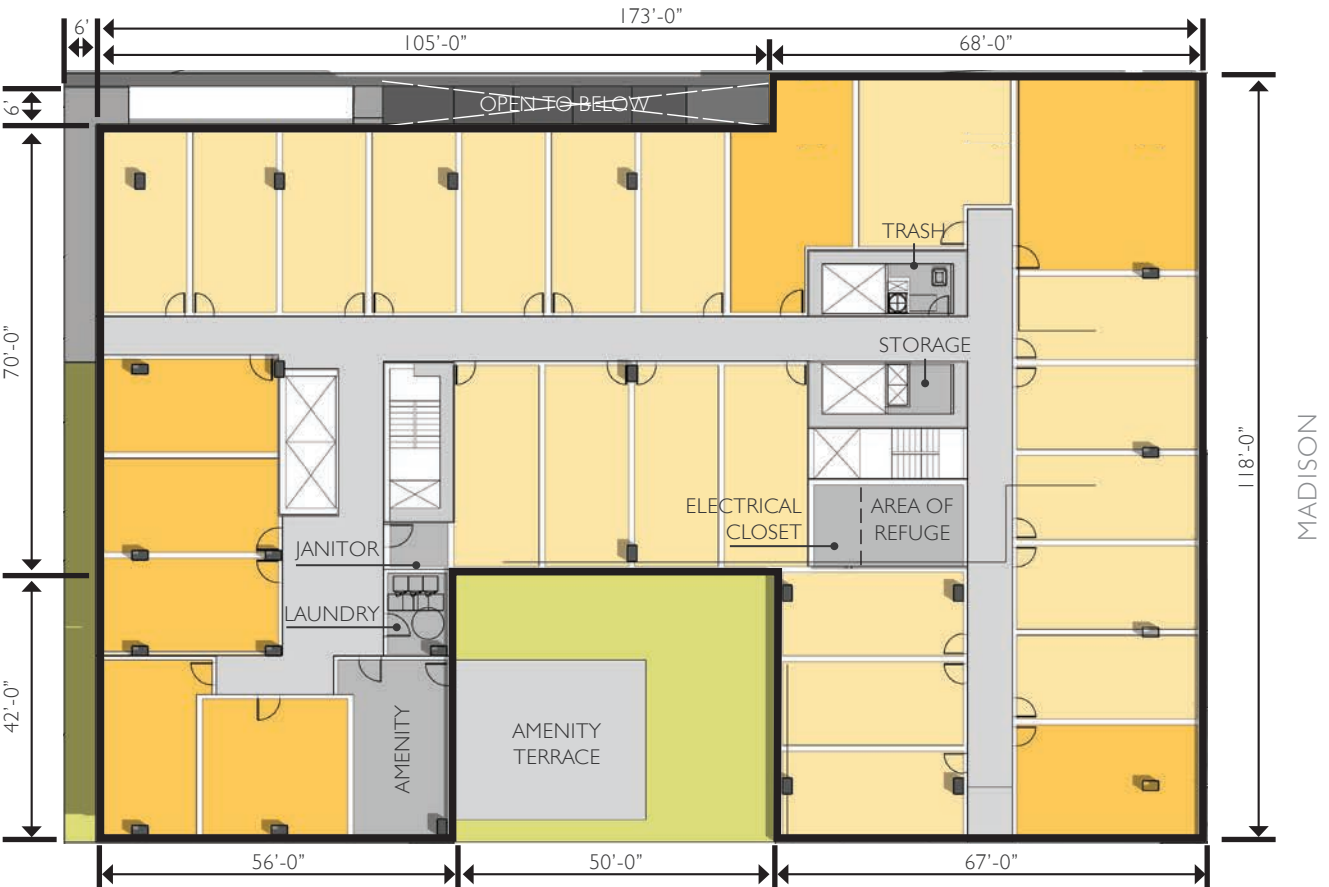 173’-0”
6’
105’-0”
68’-0”
6’
OPEN TO BELOW
TRASH
70’-0”
STORAGE
118’-0”
MADISON
ELECTRICAL
CLOSET
AREA OF
REFUGE
JANITOR
LAUNDRY
42’-0”
AMENITY
AMENITY
TERRACE
56’-0”
50’-0”
67’-0”